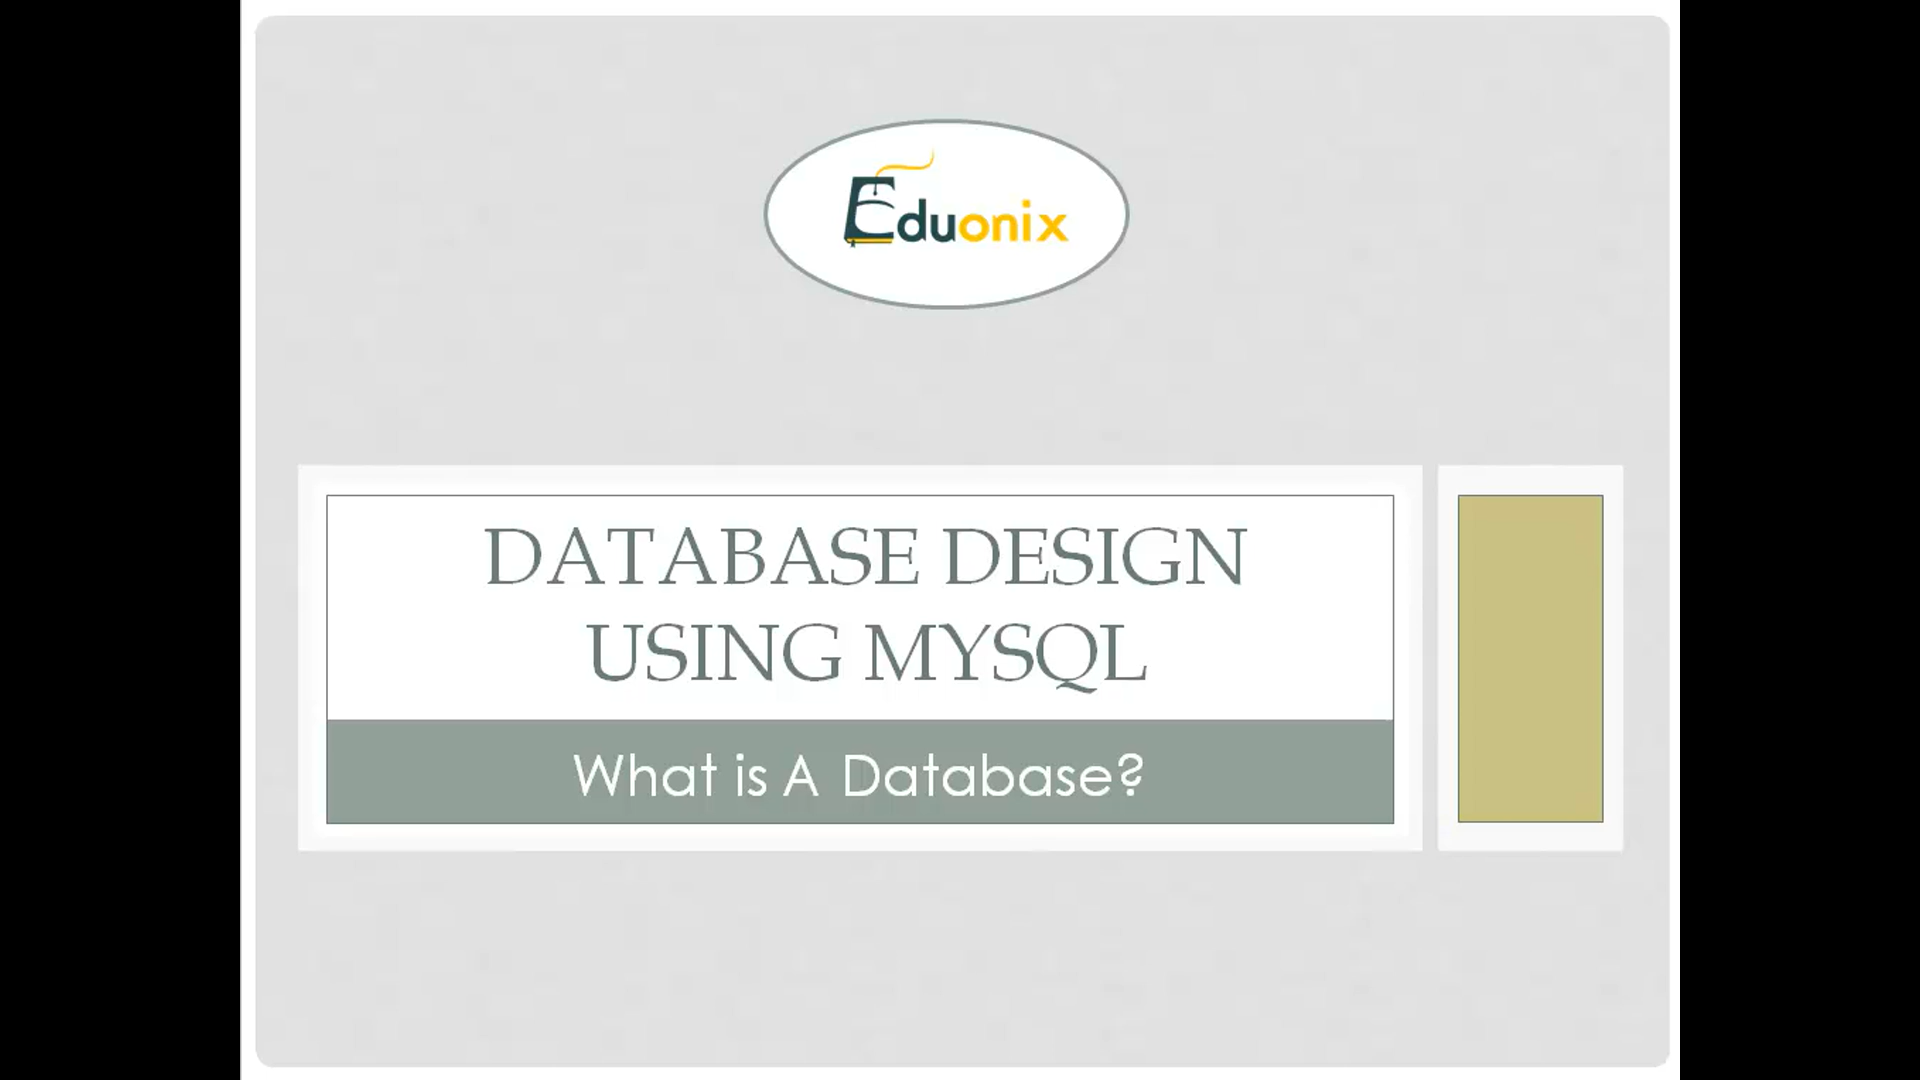 Eduonix
DATABASE DESIGN
USING MYSQL
What is A Database?